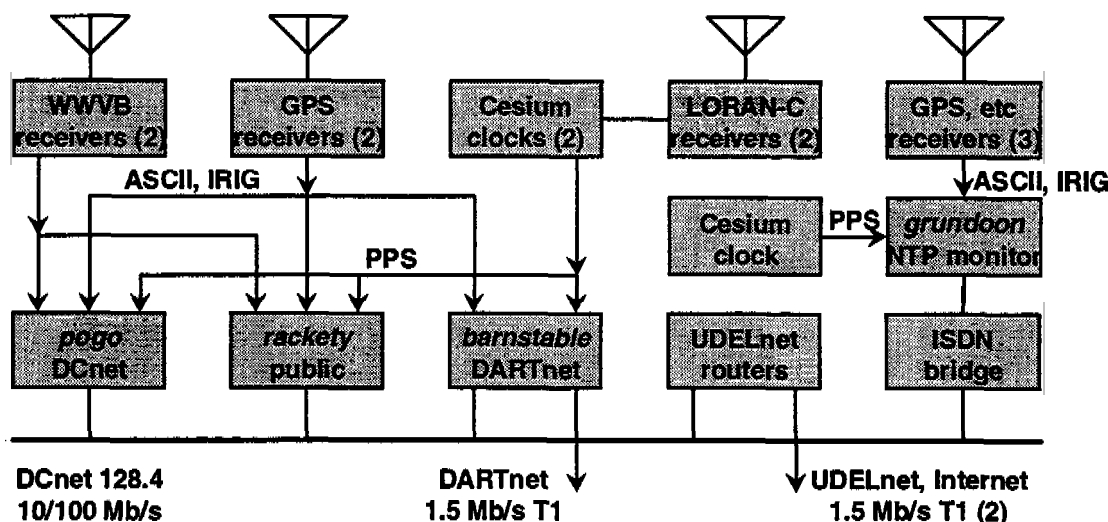 WWVB
receivers (2)
GPS
receivers (2)
Cesium
clocks (2)
LORAN-C
receivers (2)
GPS, etc
receivers (3)
ASCII, IRIG
ASCII, IRIG
Cesium
clock
PPS
grundoon
NTP monitor
PPS
pogo
DCnet
rackety
public
barnstable
DARTnet
UDELnet
routers
ISDN
bridge
DCnet 128.4
10/100 Mb/s
DARTnet
1.5 Mb/s T1
UDELnet, Internet
1.5 Mb/s T1 (2)